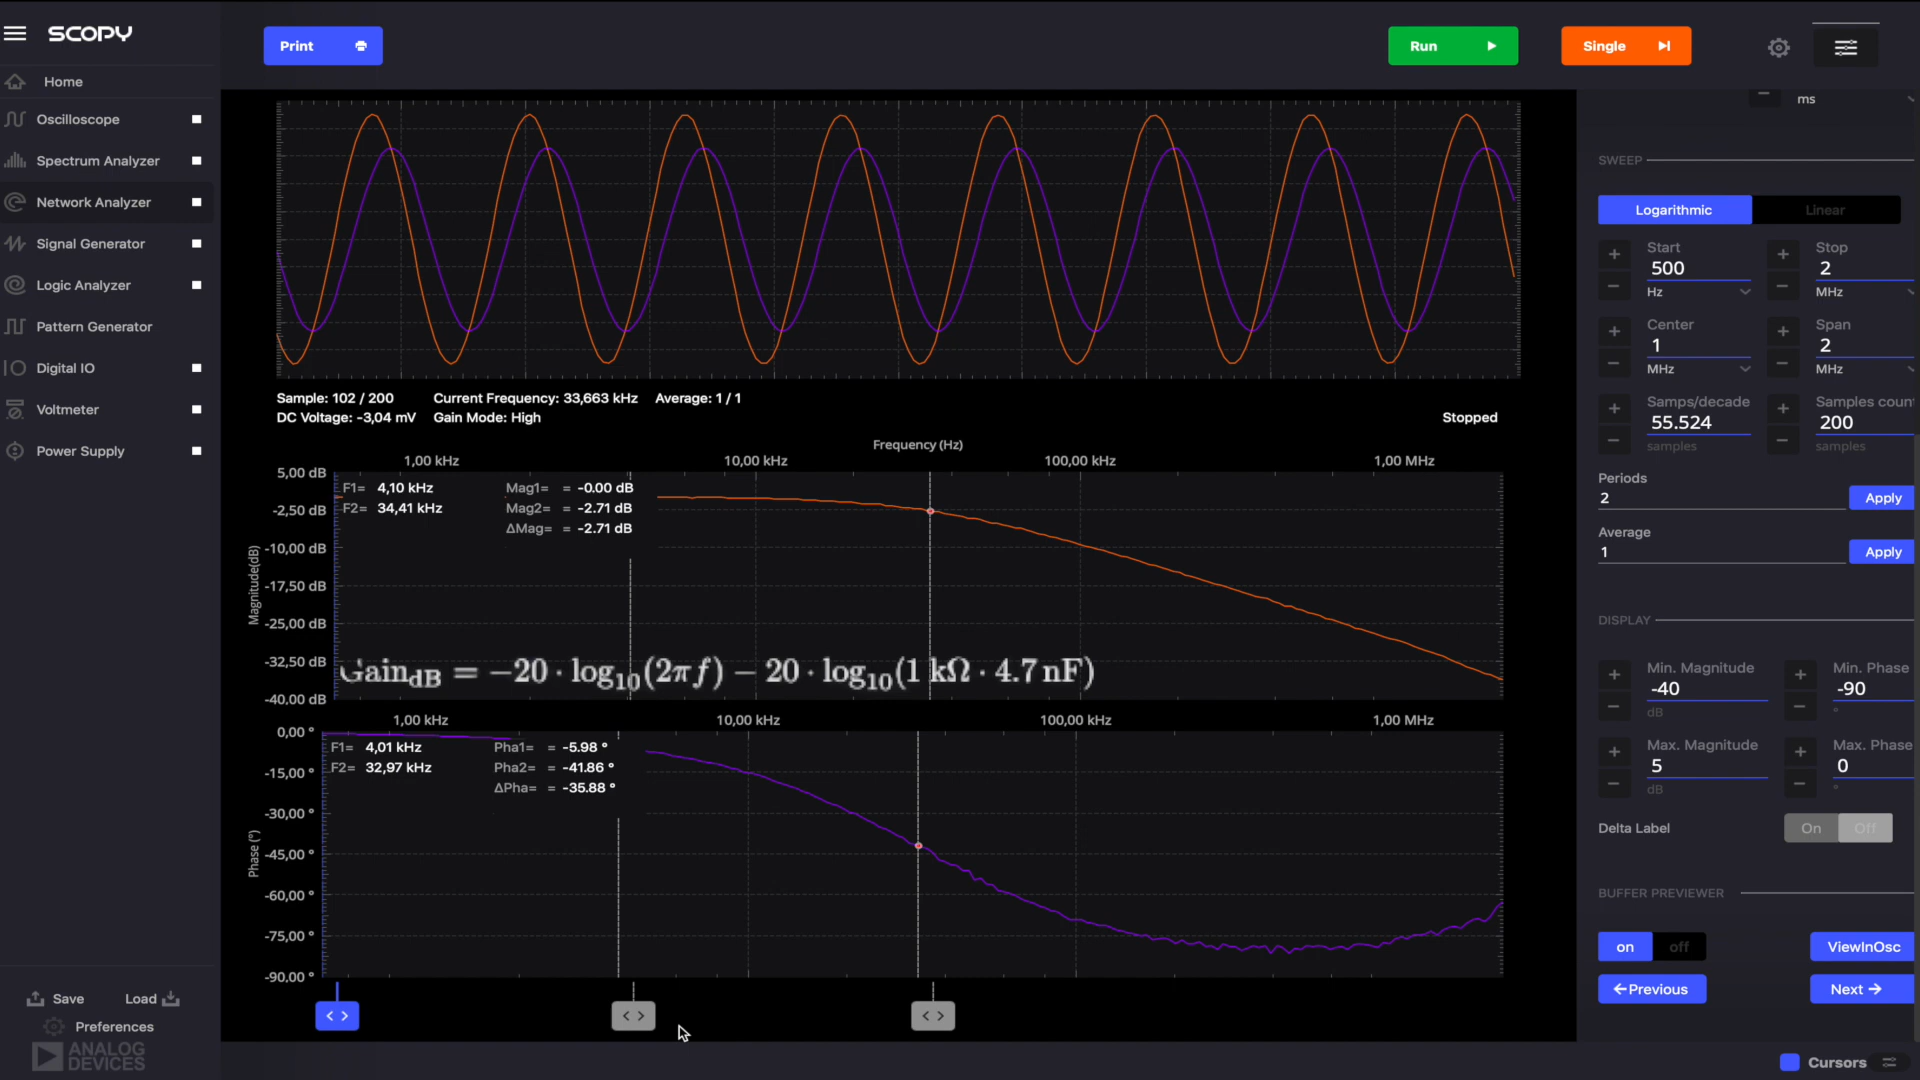 SCOPY
Print
Run
Single
Home
Oscilloscope
Spectrum Analyzer
Network Analyzer
Signal Generator
Logic Analyzer
Pattern Generator
Digital IO
Voltmeter
Power Supply
Save Load
Preferences
ANALOG
DEVICES
Sample: 102 / 200 Current Frequency: 33,663 kHz Average: 1 / 1
DC Voltage: -3,04 mV Gain Mode: High
Stopped
Frequency (Hz)
1,00 kHz 10,00 kHz 100,00 kHz 1,00 MHz
Magnitude(dB)
5,00 dB
-2,50 dB
-10,00 dB
-17,50 dB
-25,00 dB
-32,50 dB
-40,00 dB
F1= 4,10 kHz Mag1= = -0.00 dB
F2= 34,41 kHz Mag2= = -2.71 dB
ΔMag= = -2.71 dB
Gain_dB = −20 · log₁₀(2πf) − 20 · log₁₀(1 kΩ · 4.7 nF)
1,00 kHz 10,00 kHz 100,00 kHz 1,00 MHz
Phase (°)
0,00 °
-15,00 °
-30,00 °
-45,00 °
-60,00 °
-75,00 °
-90,00 °
F1= 4,01 kHz Pha1= = -5.98 °
F2= 32,97 kHz Pha2= = -41.86 °
ΔPha= = -35.88 °
ms
SWEEP
Logarithmic Linear
Start Stop
500 2
Hz MHz
Center Span
1 2
MHz MHz
Samps/decade Samples coun
55.524 200
samples samples
Periods
2 Apply
Average
1 Apply
DISPLAY
Min. Magnitude Min. Phase
-40 -90
dB °
Max. Magnitude Max. Phase
5 0
dB °
Delta Label On Off
BUFFER PREVIEWER
on off ViewInOsc
←Previous Next →
Cursors